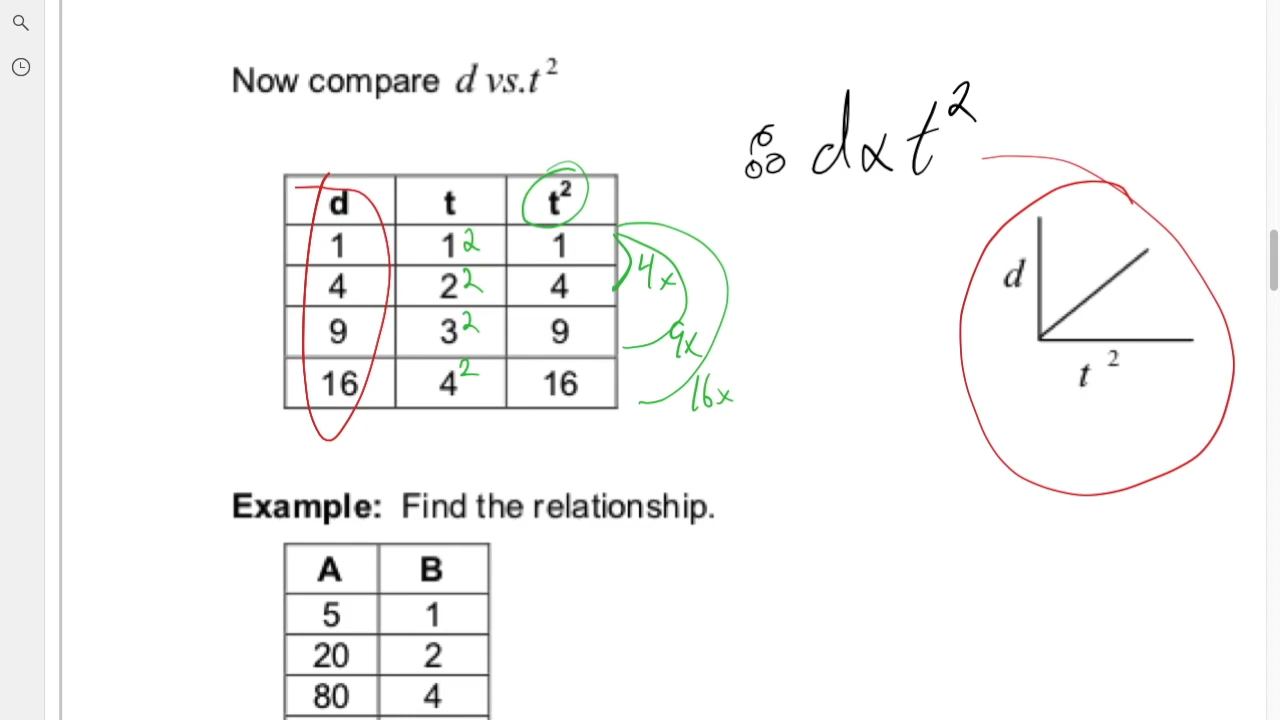 Now compare d vs. t²
∴ d α t²
d t t²
1 1² 1
4 2² 4
9 3² 9
16 4² 16
4x
9x
16x
d
t ²
Example: Find the relationship.
A B
5 1
20 2
80 4